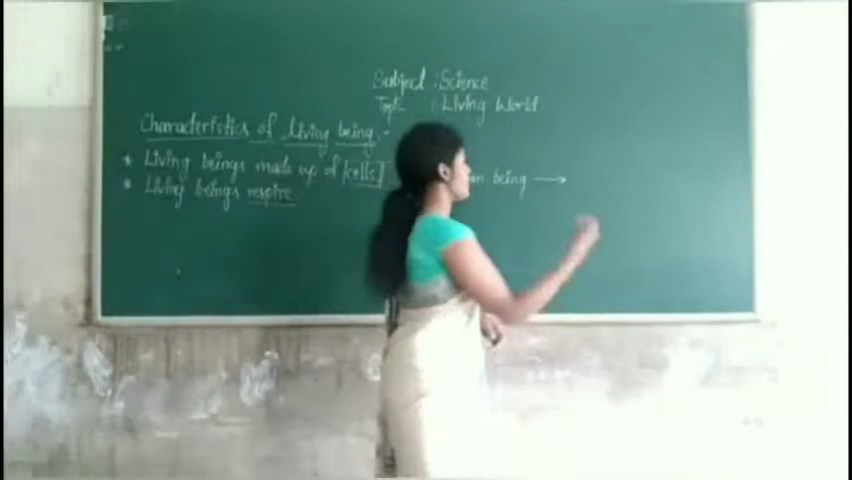 Subject : Science
Topic : Living World
Characteristics of Living being :-
* Living beings made up of cells
* Living beings respire
being →